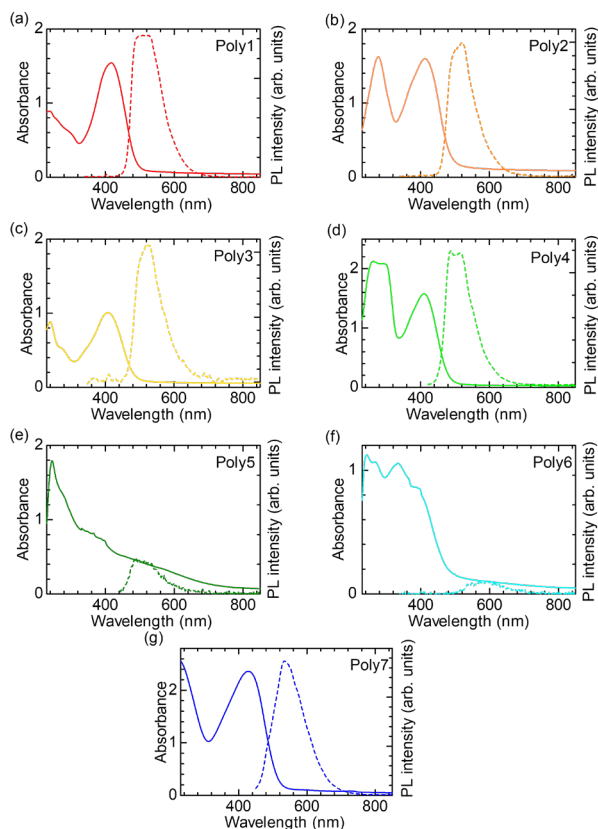 (a)
Poly1
Absorbance
2
1
0
400 600 800
Wavelength (nm)
PL intensity (arb. units)
(b)
Poly2
Absorbance
2
1
0
400 600 800
Wavelength (nm)
PL intensity (arb. units)
(c)
Poly3
Absorbance
2
1
0
400 600 800
Wavelength (nm)
PL intensity (arb. units)
(d)
Poly4
Absorbance
2
1
0
400 600 800
Wavelength (nm)
PL intensity (arb. units)
(e)
Poly5
Absorbance
2
1
0
400 600 800
Wavelength (nm)
PL intensity (arb. units)
(f)
Poly6
Absorbance
1
0
400 600 800
Wavelength (nm)
PL intensity (arb. units)
(g)
Poly7
Absorbance
2
1
0
400 600 800
Wavelength (nm)
PL intensity (arb. units)